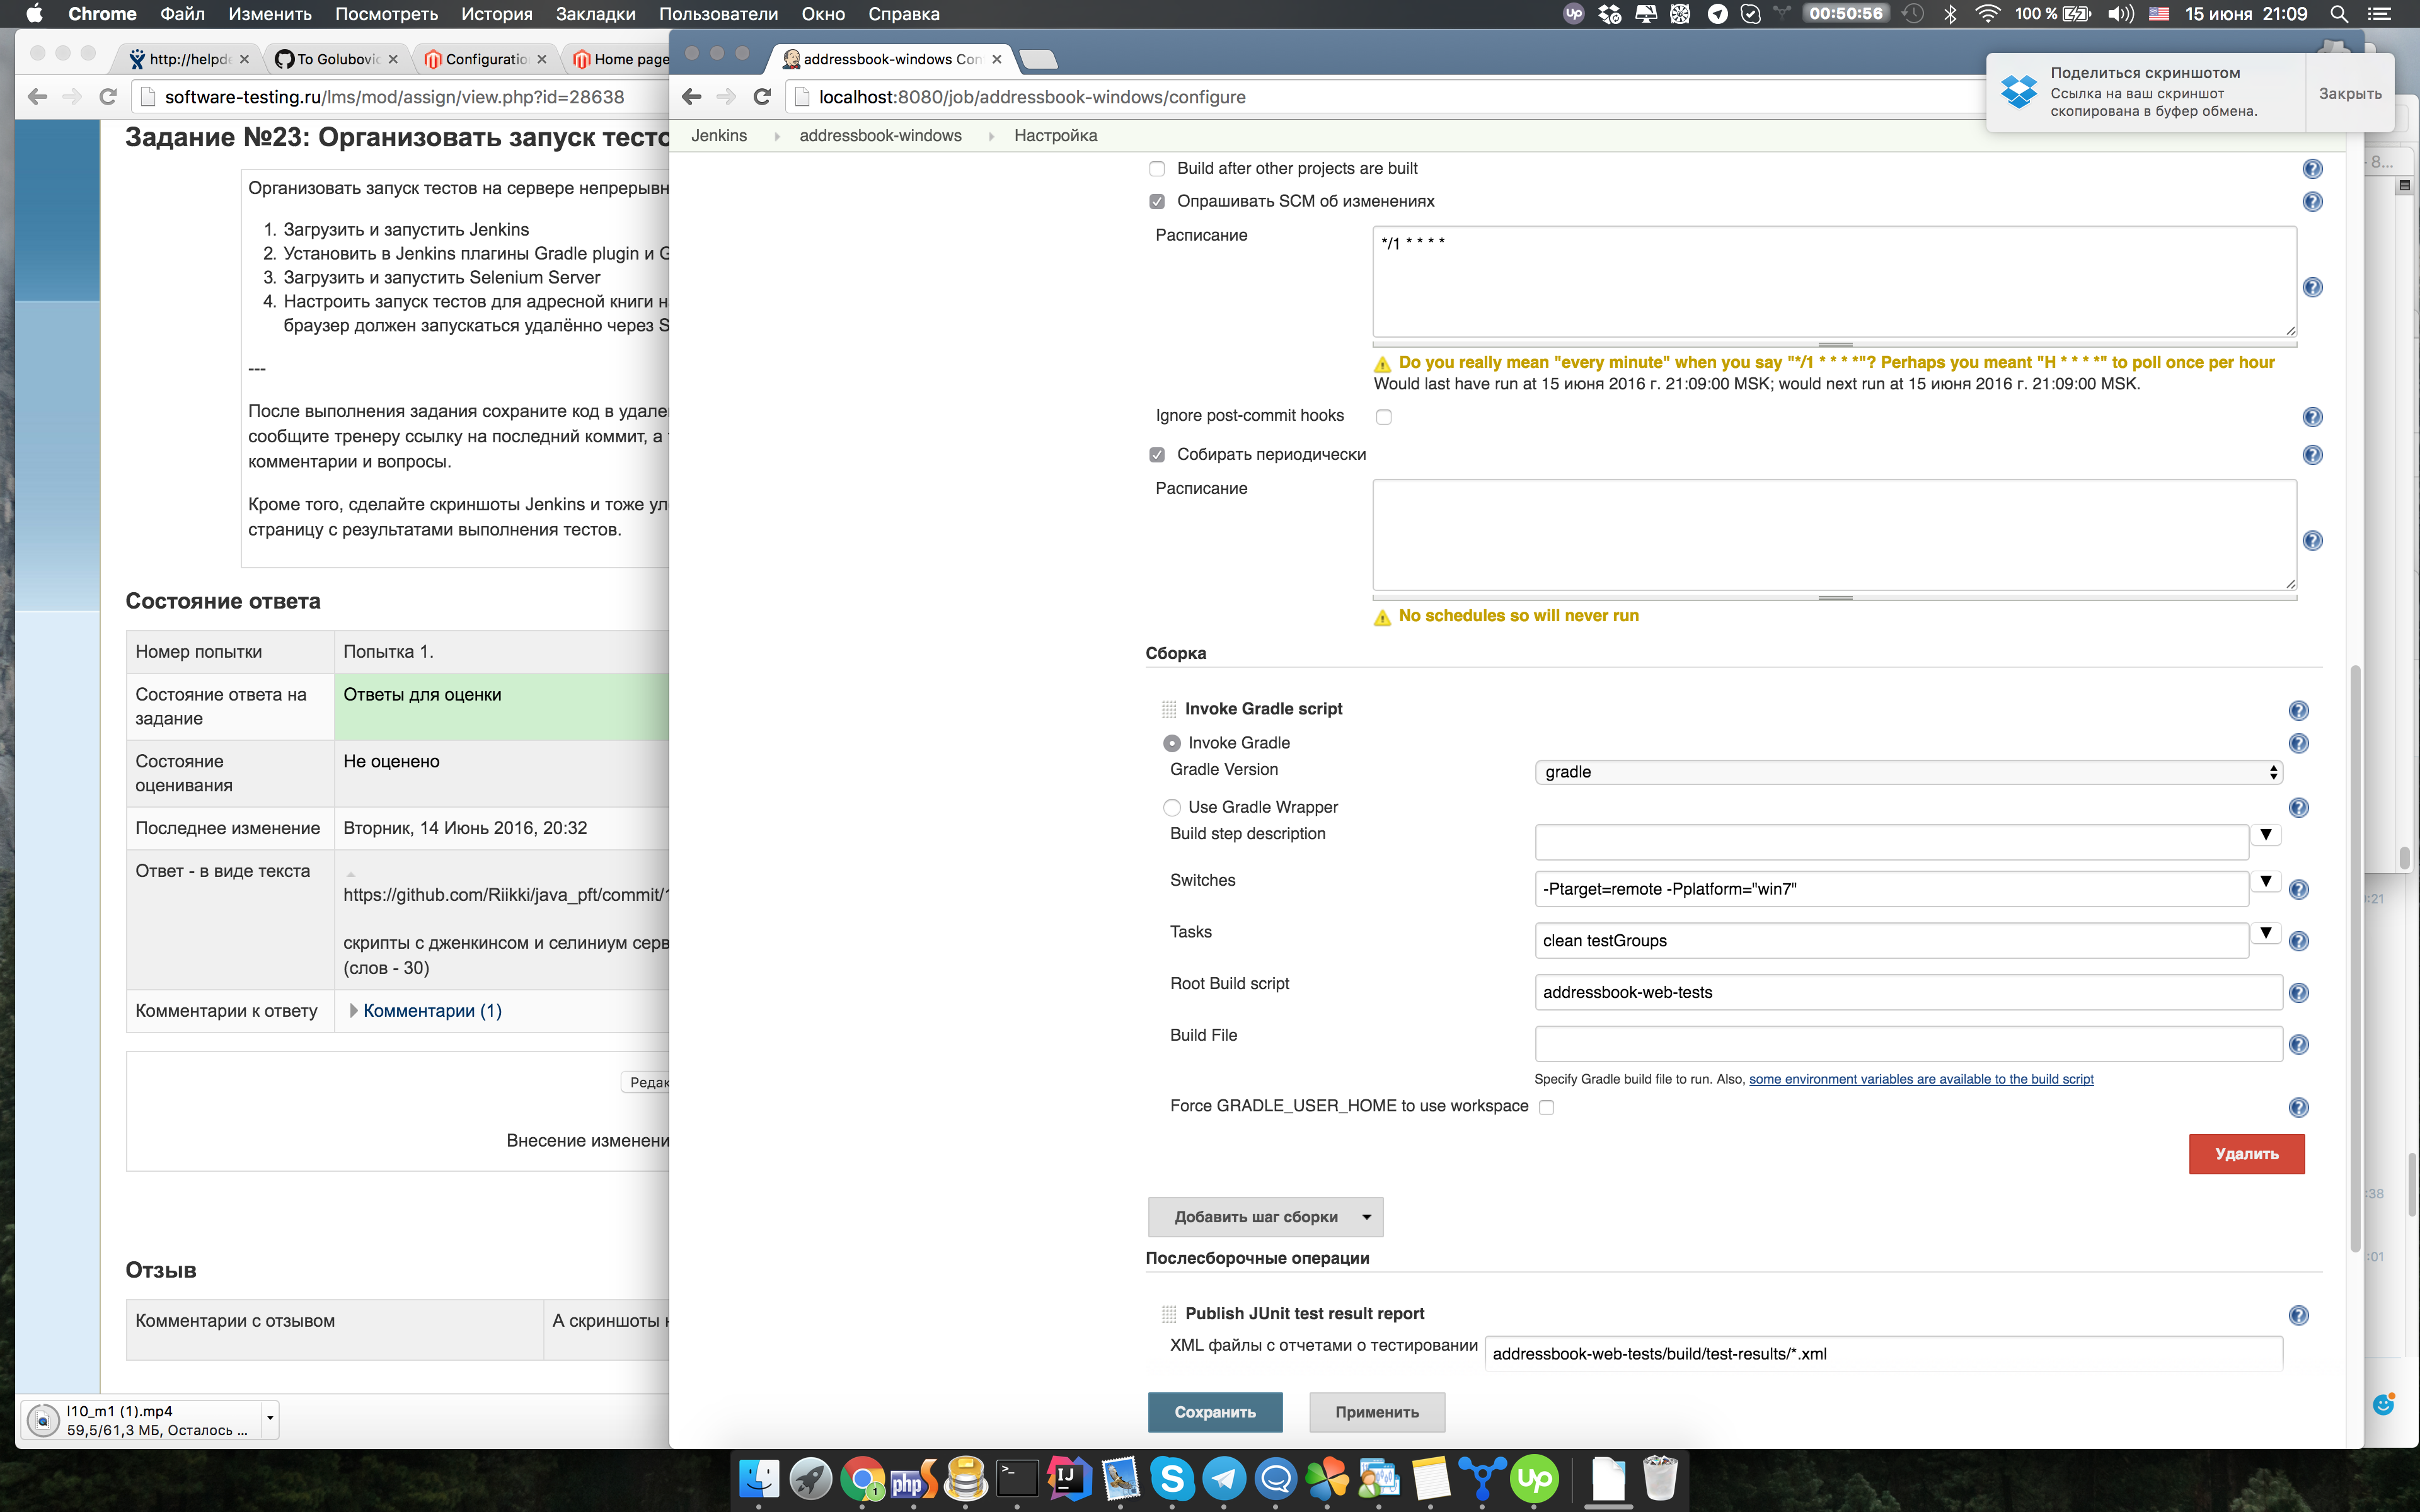 Chrome Файл Изменить Посмотреть История Закладки Пользователи Окно Справка
00:50:56 100 % 15 июня 21:09
http://helpd
To Golubovi
Configuratio
Home page
software-testing.ru/lms/mod/assign/view.php?id=28638
Задание №23: Организовать запуск тесто
Организовать запуск тестов на сервере непрерывн
1. Загрузить и запустить Jenkins
2. Установить в Jenkins плагины Gradle plugin и G
3. Загрузить и запустить Selenium Server
4. Настроить запуск тестов для адресной книги н
браузер должен запускаться удалённо через S
---
После выполнения задания сохраните код в удале
сообщите тренеру ссылку на последний коммит, а
комментарии и вопросы.
Кроме того, сделайте скриншоты Jenkins и тоже ул
страницу с результатами выполнения тестов.
Состояние ответа
Номер попытки Попытка 1.
Состояние ответа на
задание
Ответы для оценки
Состояние
оценивания
Не оценено
Последнее изменение Вторник, 14 Июнь 2016, 20:32
Ответ - в виде текста
https://github.com/Riikki/java_pft/commit/1
скрипты с дженкинсом и селиниум серв
(слов - 30)
Комментарии к ответу Комментарии (1)
Редак
Внесение изменени
Отзыв
Комментарии с отзывом А скриншоты н
l10_m1 (1).mp4
59,5/61,3 МБ, Осталось ...
addressbook-windows Con
localhost:8080/job/addressbook-windows/configure
Jenkins addressbook-windows Настройка
Build after other projects are built
Опрашивать SCM об изменениях
Расписание
*/1 * * * *
Do you really mean "every minute" when you say "*/1 * * * *"? Perhaps you meant "H * * * *" to poll once per hour
Would last have run at 15 июня 2016 г. 21:09:00 MSK; would next run at 15 июня 2016 г. 21:09:00 MSK.
Ignore post-commit hooks
Собирать периодически
Расписание
No schedules so will never run
Сборка
Invoke Gradle script
Invoke Gradle
Gradle Version gradle
Use Gradle Wrapper
Build step description
Switches -Ptarget=remote -Pplatform="win7"
Tasks clean testGroups
Root Build script addressbook-web-tests
Build File
Specify Gradle build file to run. Also, some environment variables are available to the build script
Force GRADLE_USER_HOME to use workspace
Удалить
Добавить шаг сборки
Послесборочные операции
Publish JUnit test result report
XML файлы с отчетами о тестировании addressbook-web-tests/build/test-results/*.xml
Сохранить Применить
Поделиться скриншотом
Ссылка на ваш скриншот
скопирована в буфер обмена.
Закрыть
8...
:21
:38
:01
php
IJ
Up